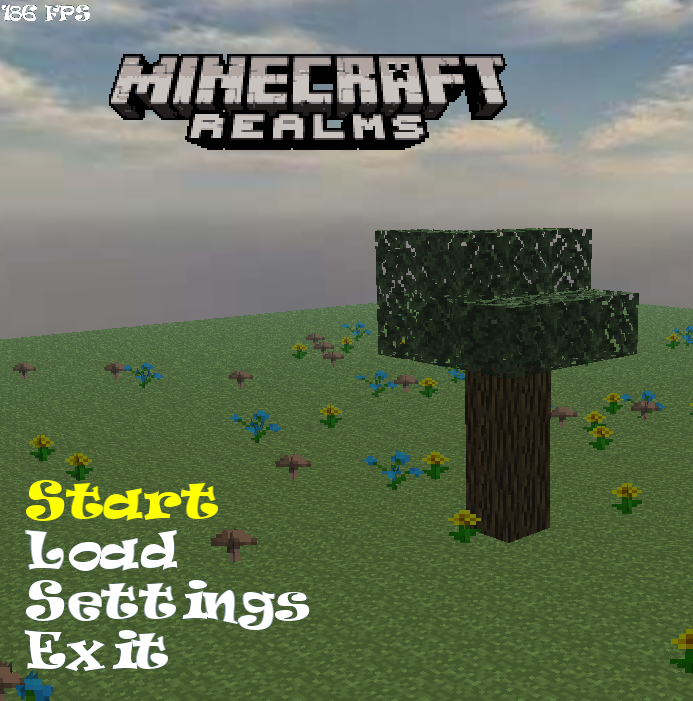 186 FPS
MINECRAFT
REALMS
Start
Load
Settings
Exit